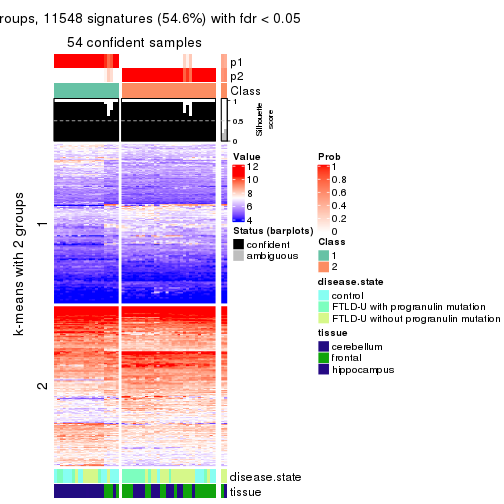 roups, 11548 signatures (54.6%) with fdr < 0.05
54 confident samples
p1
p2
Class
1
0.5
0
Silhouette
score
k-means with 2 groups
1
2
Value
12
10
8
6
4
Status (barplots)
confident
ambiguous
Prob
1
0.8
0.6
0.4
0.2
0
Class
1
2
disease.state
control
FTLD-U with progranulin mutation
FTLD-U without progranulin mutation
tissue
cerebellum
frontal
hippocampus
disease.state
tissue